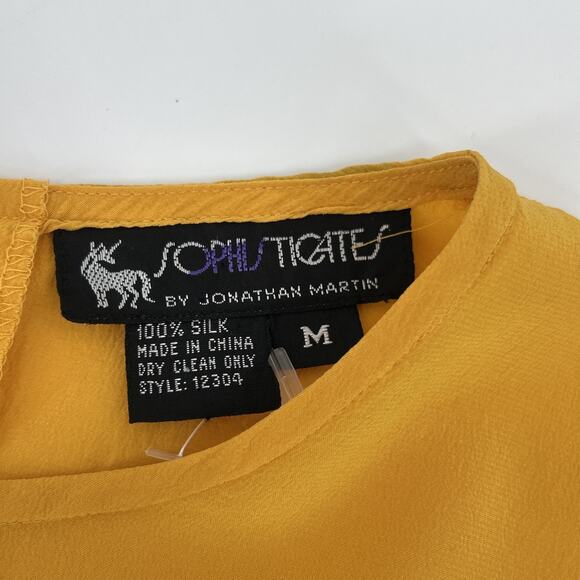 SOPHISTICATES
BY JONATHAN MARTIN
100% SILK
MADE IN CHINA
DRY CLEAN ONLY
STYLE: 12304
M